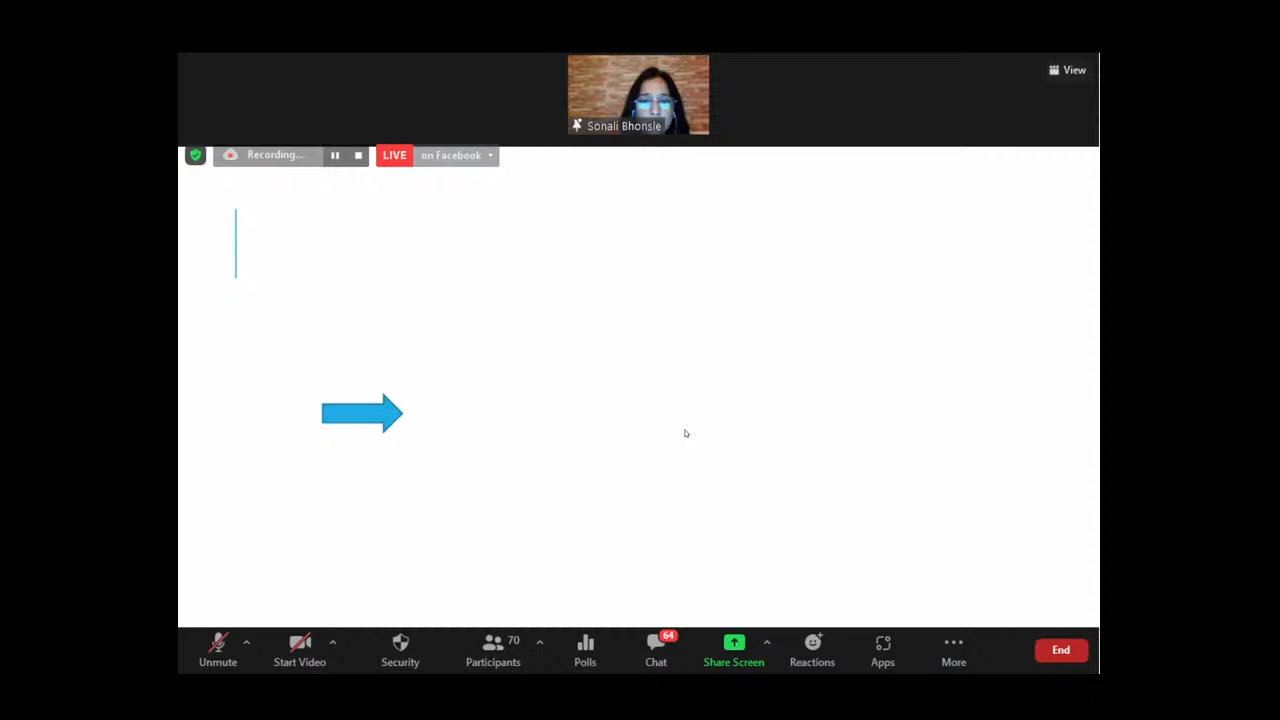 View
Sonali Bhonsle
Recording...
LIVE on Facebook
70
64
Unmute Start Video Security Participants Polls Chat Share Screen Reactions Apps More End